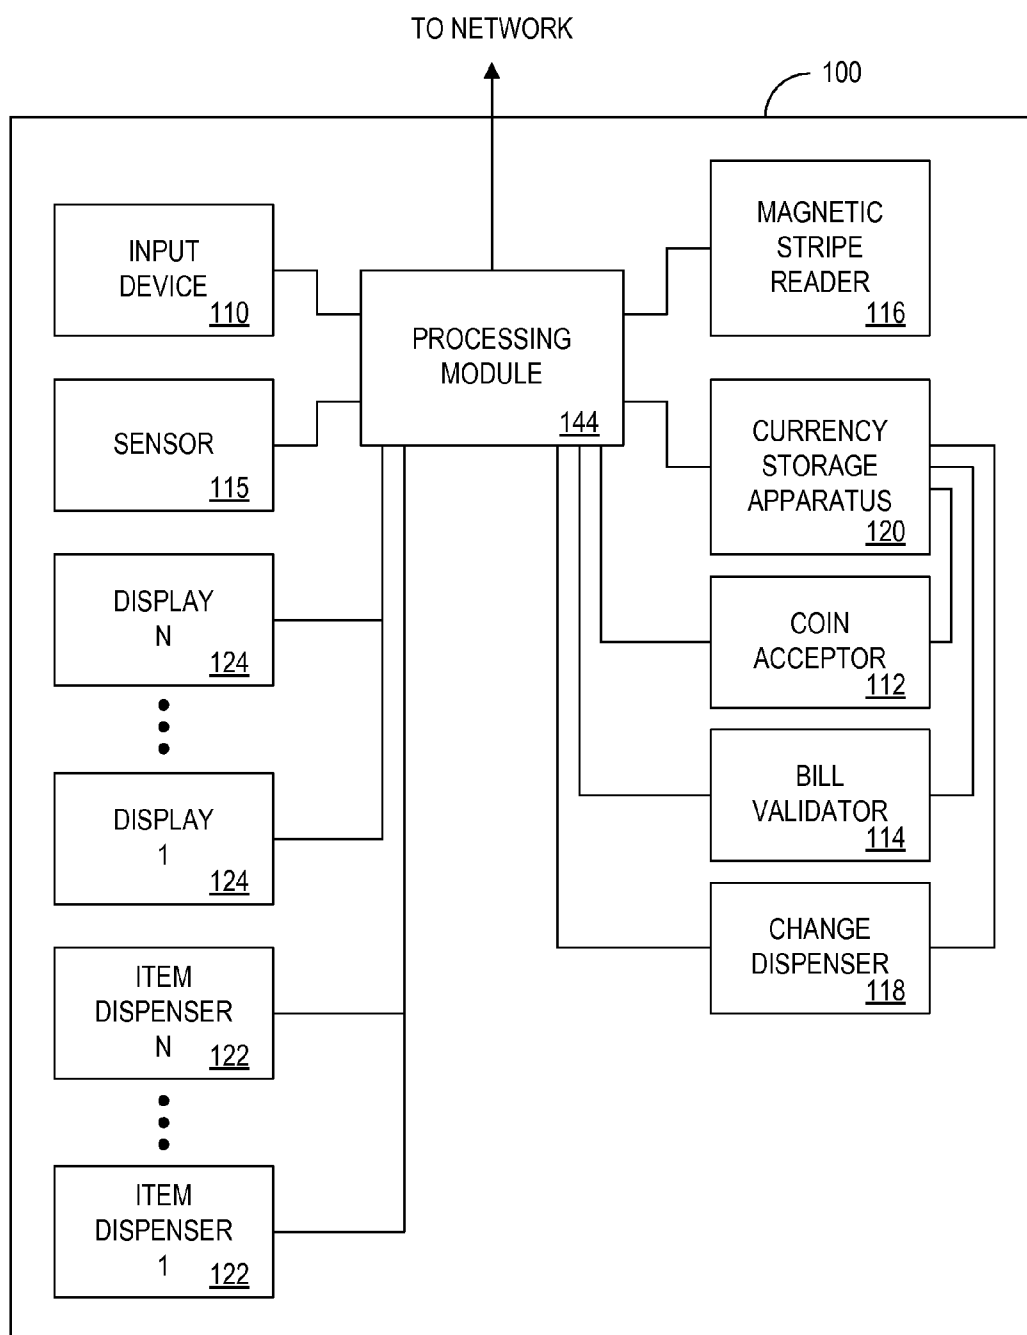 TO NETWORK
100
INPUT
DEVICE
110
SENSOR
115
DISPLAY
N
124
DISPLAY
1
124
ITEM
DISPENSER
N
122
ITEM
DISPENSER
1
122
PROCESSING
MODULE
144
MAGNETIC
STRIPE
READER
116
CURRENCY
STORAGE
APPARATUS
120
COIN
ACCEPTOR
112
BILL
VALIDATOR
114
CHANGE
DISPENSER
118